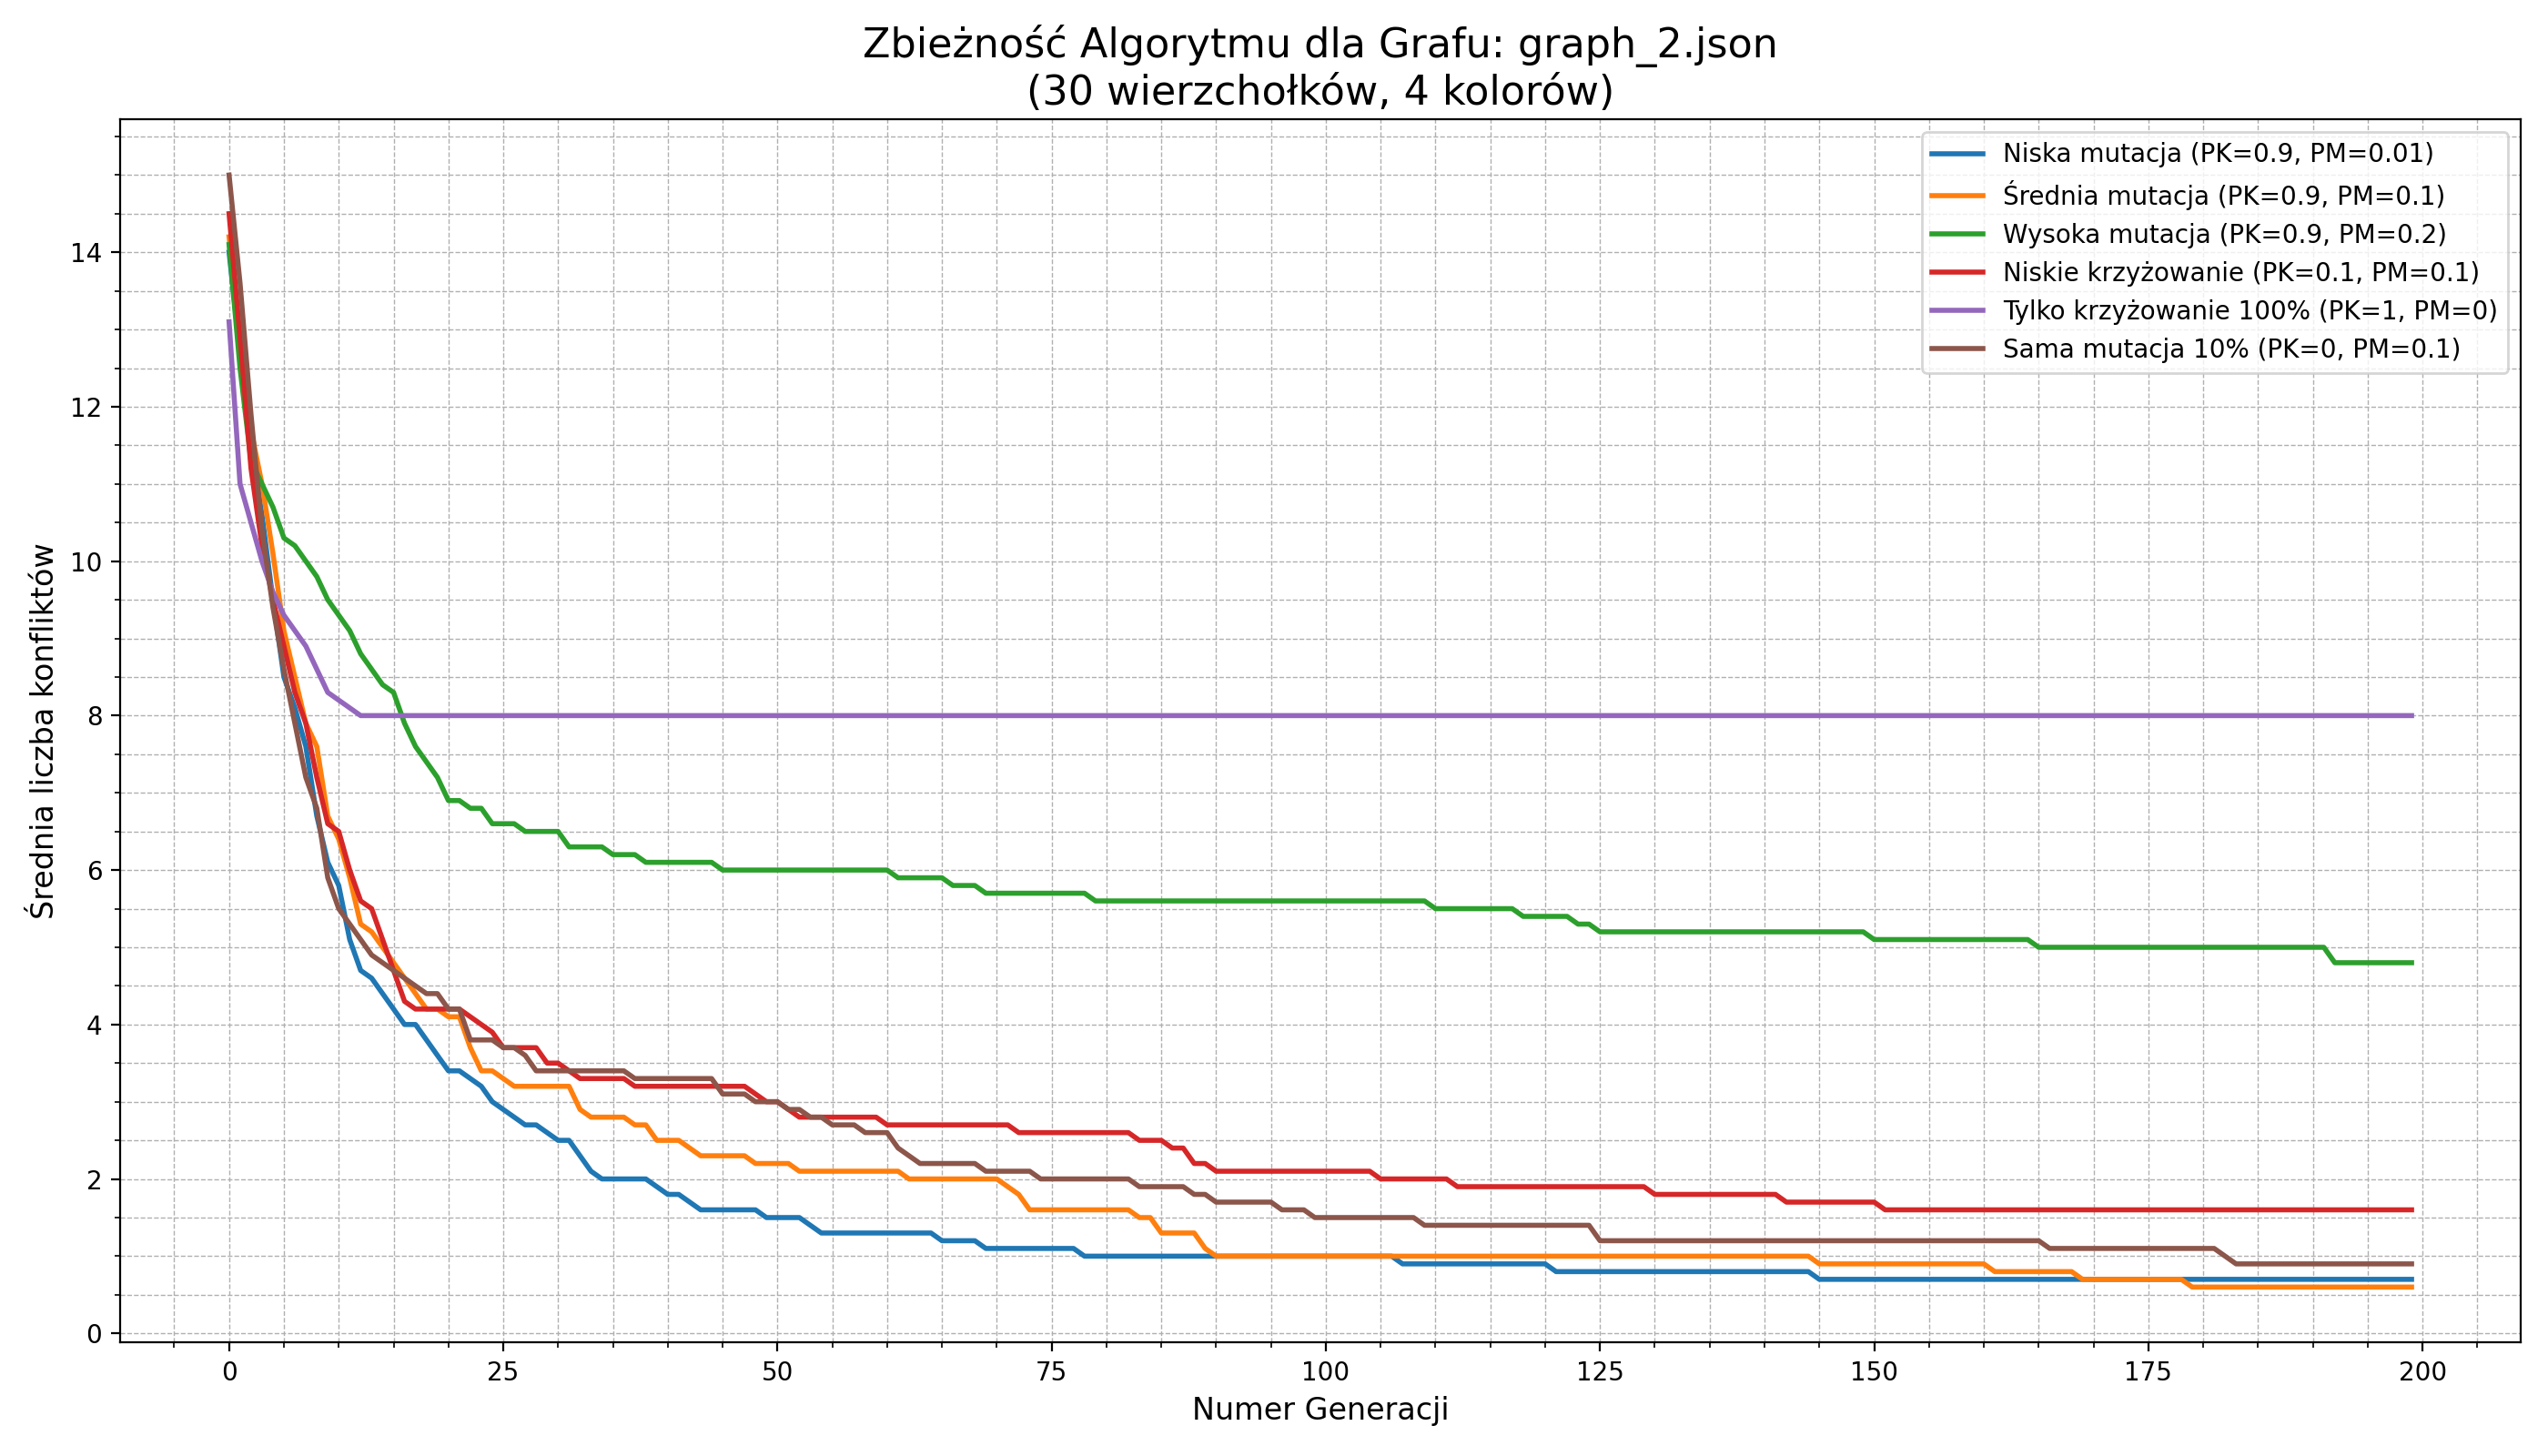 Zbieżność Algorytmu dla Grafu: graph_2.json
(30 wierzchołków, 4 kolorów)
Niska mutacja (PK=0.9, PM=0.01)
Średnia mutacja (PK=0.9, PM=0.1)
Wysoka mutacja (PK=0.9, PM=0.2)
Niskie krzyżowanie (PK=0.1, PM=0.1)
Tylko krzyżowanie 100% (PK=1, PM=0)
Sama mutacja 10% (PK=0, PM=0.1)
Średnia liczba konfliktów
14
12
10
8
6
4
2
0
0 25 50 75 100 125 150 175 200
Numer Generacji